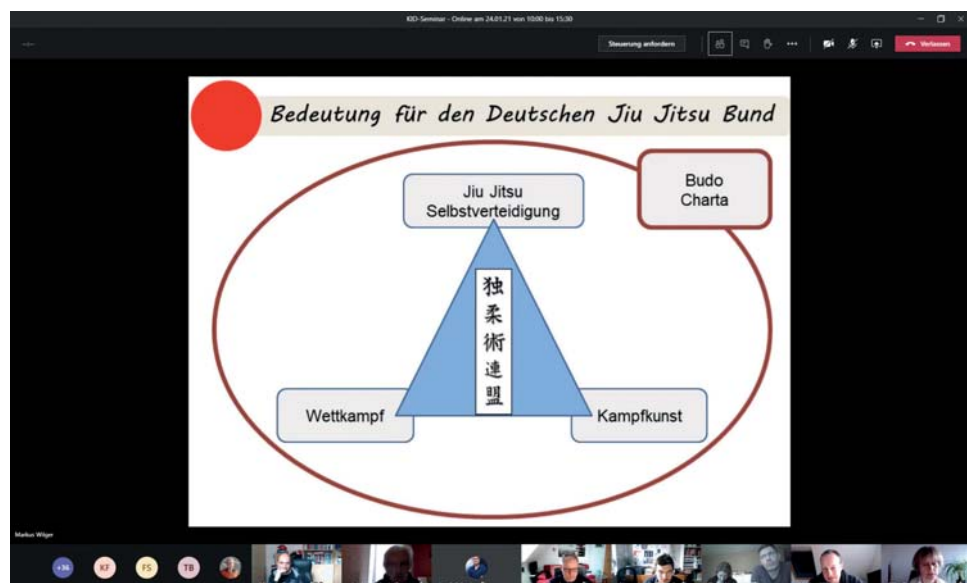 KID-Seminar - Online am 24.01.21 von 10:00 bis 15:30
--:--
Steuerung anfordern
Verlassen
Bedeutung für den Deutschen Jiu Jitsu Bund
Budo
Charta
Jiu Jitsu
Selbstverteidigung
独
柔
術
連
盟
Wettkampf
Kampfkunst
Markus Wilger
+36
KF
FS
TB